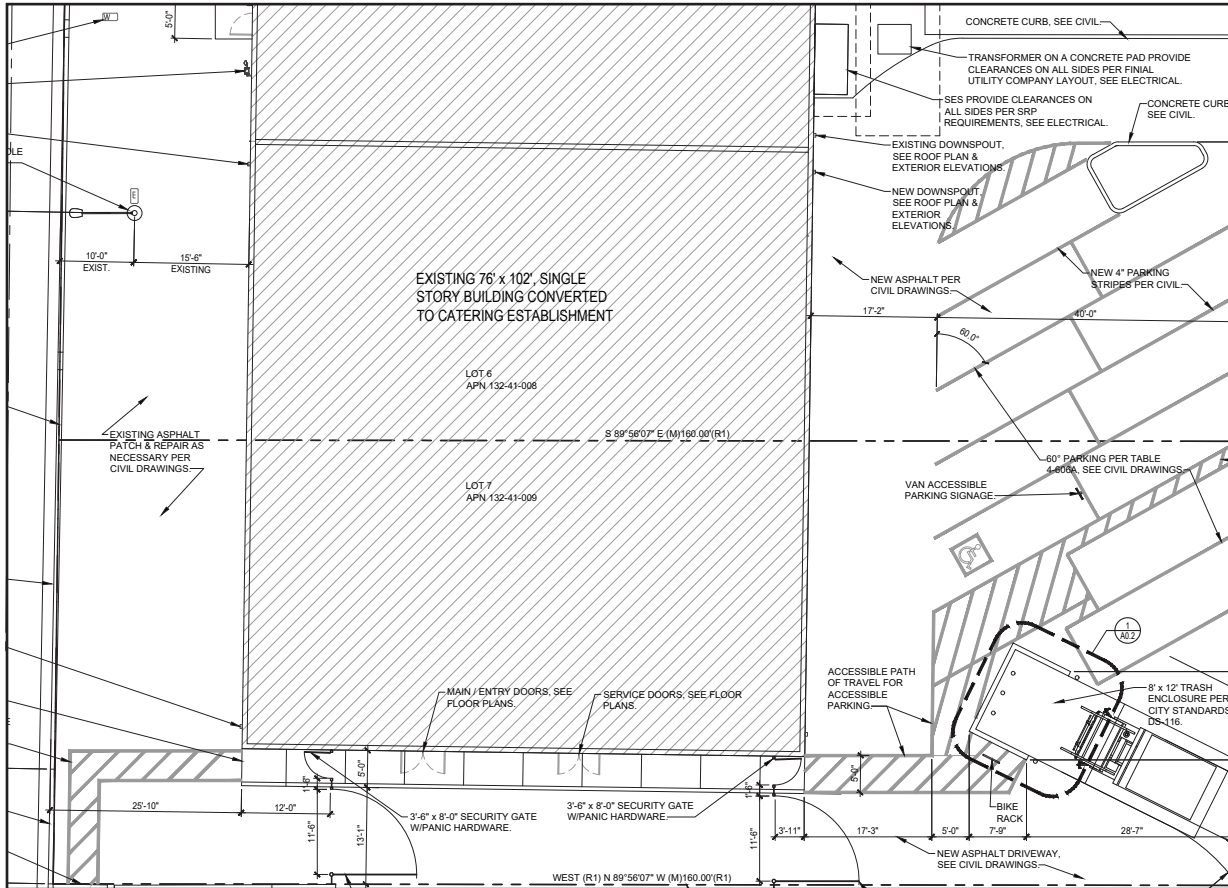 W
5'-0"
CONCRETE CURB, SEE CIVIL.
TRANSFORMER ON A CONCRETE PAD PROVIDE
CLEARANCES ON ALL SIDES PER FINIAL
UTILITY COMPANY LAYOUT, SEE ELECTRICAL.
SES PROVIDE CLEARANCES ON
ALL SIDES PER SRP
REQUIREMENTS, SEE ELECTRICAL.
CONCRETE CURB
SEE CIVIL.
EXISTING DOWNSPOUT,
SEE ROOF PLAN &
EXTERIOR ELEVATIONS.
NEW DOWNSPOUT,
SEE ROOF PLAN &
EXTERIOR
ELEVATIONS.
OLE
E
10'-0"
EXIST.
15'-6"
EXISTING
EXISTING 76' x 102', SINGLE
STORY BUILDING CONVERTED
TO CATERING ESTABLISHMENT
NEW ASPHALT PER
CIVIL DRAWINGS.
NEW 4" PARKING
STRIPES PER CIVIL.
17'-2"
40'-0"
60.0°
LOT 6
APN 132-41-008
S 89°56'07" E (M)160.00'(R1)
EXISTING ASPHALT
PATCH & REPAIR AS
NECESSARY PER
CIVIL DRAWINGS.
LOT 7
APN 132-41-009
60° PARKING PER TABLE
4-606A, SEE CIVIL DRAWINGS
VAN ACCESSIBLE
PARKING SIGNAGE.
1
A0.2
ACCESSIBLE PATH
OF TRAVEL FOR
ACCESSIBLE
PARKING.
MAIN / ENTRY DOORS, SEE
FLOOR PLANS.
SERVICE DOORS, SEE FLOOR
PLANS.
8' x 12' TRASH
ENCLOSURE PER
CITY STANDARDS
DS-116.
E
5'-0"
1'-6"
5'-0"
1'-6"
25'-10"
12'-0"
3'-6" x 8'-0" SECURITY GATE
W/PANIC HARDWARE.
3'-6" x 8'-0" SECURITY GATE
W/PANIC HARDWARE.
BIKE
RACK
11'-6"
13'-1"
11'-6"
3'-11"
17'-3"
5'-0"
7'-9"
28'-7"
NEW ASPHALT DRIVEWAY,
SEE CIVIL DRAWINGS.
WEST (R1) N 89°56'07" W (M)160.00'(R1)